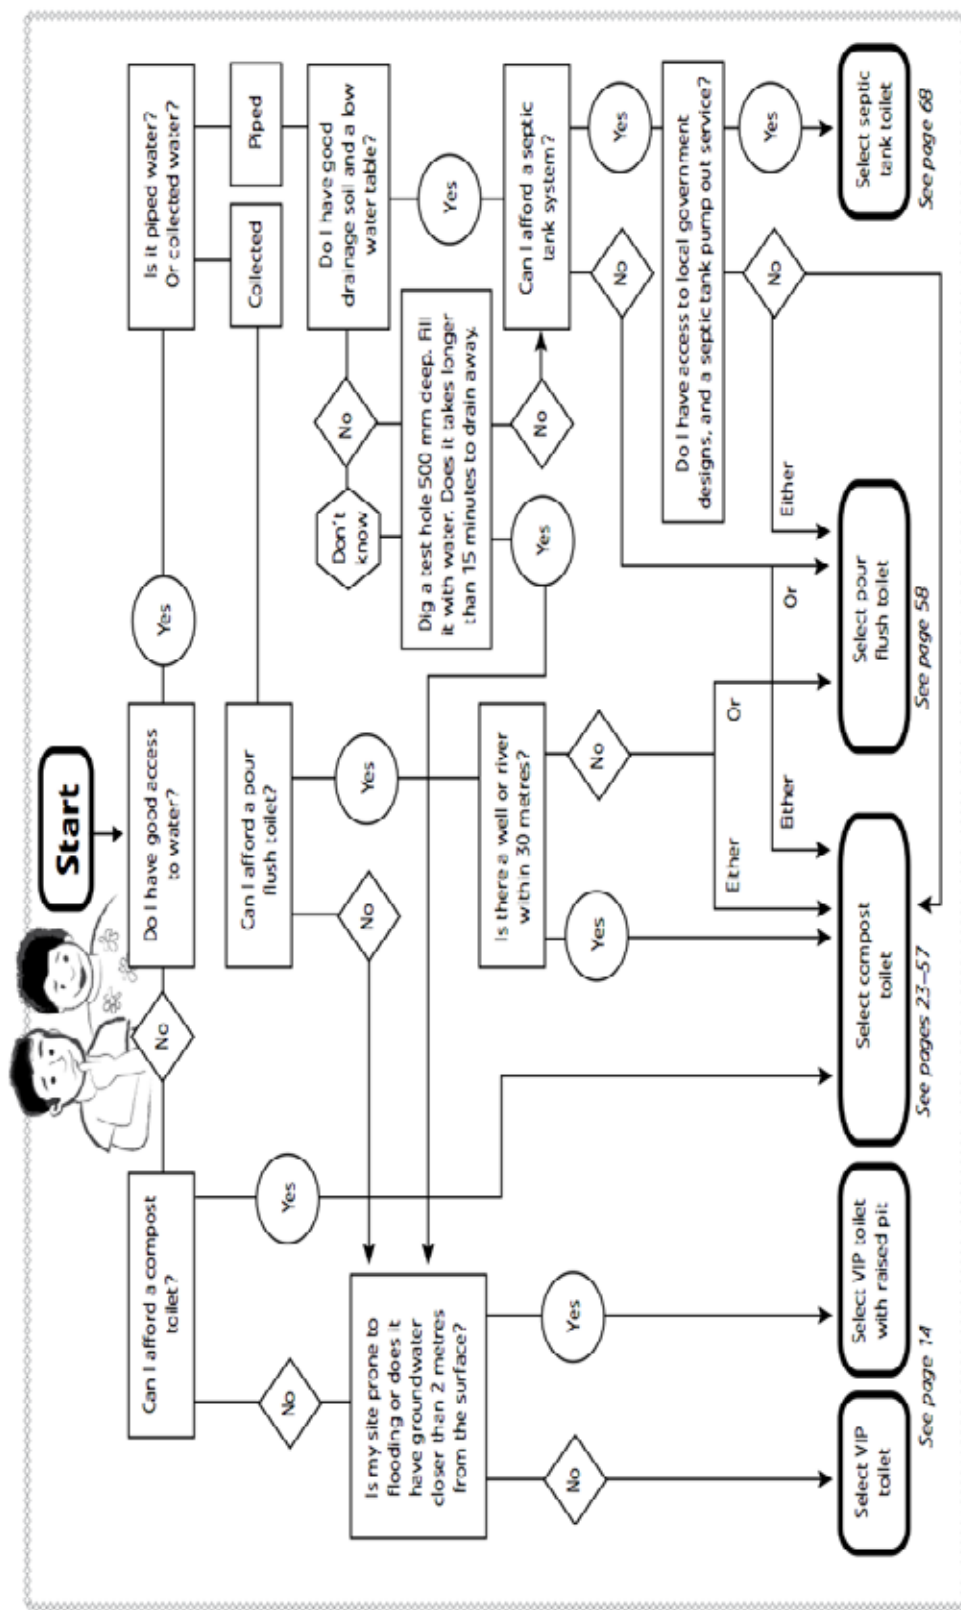 Start
Do I have good access
to water?
No
Yes
Can I afford a compost
toilet?
Is it piped water?
Or collected water?
No
Yes
Can I afford a pour
flush toilet?
Collected
Piped
Is my site prone to
flooding or does it
have groundwater
closer than 2 metres
from the surface?
No
Yes
Do I have good
drainage soil and a low
water table?
Don't
know
No
Yes
Dig a test hole 500 mm deep. Fill
it with water. Does it takes longer
than 15 minutes to drain away.
Is there a well or river
within 30 metres?
Yes
No
Can I afford a septic
tank system?
No
Yes
Yes
No
No
Yes
Do I have access to local government
designs, and a septic tank pump out service?
No
Yes
Either
Or
Either
Or
Either
Select VIP
toilet
Select VIP toilet
with raised pit
Select compost
toilet
Select pour
flush toilet
Select septic
tank toilet
See page 14
See pages 23–57
See page 58
See page 68